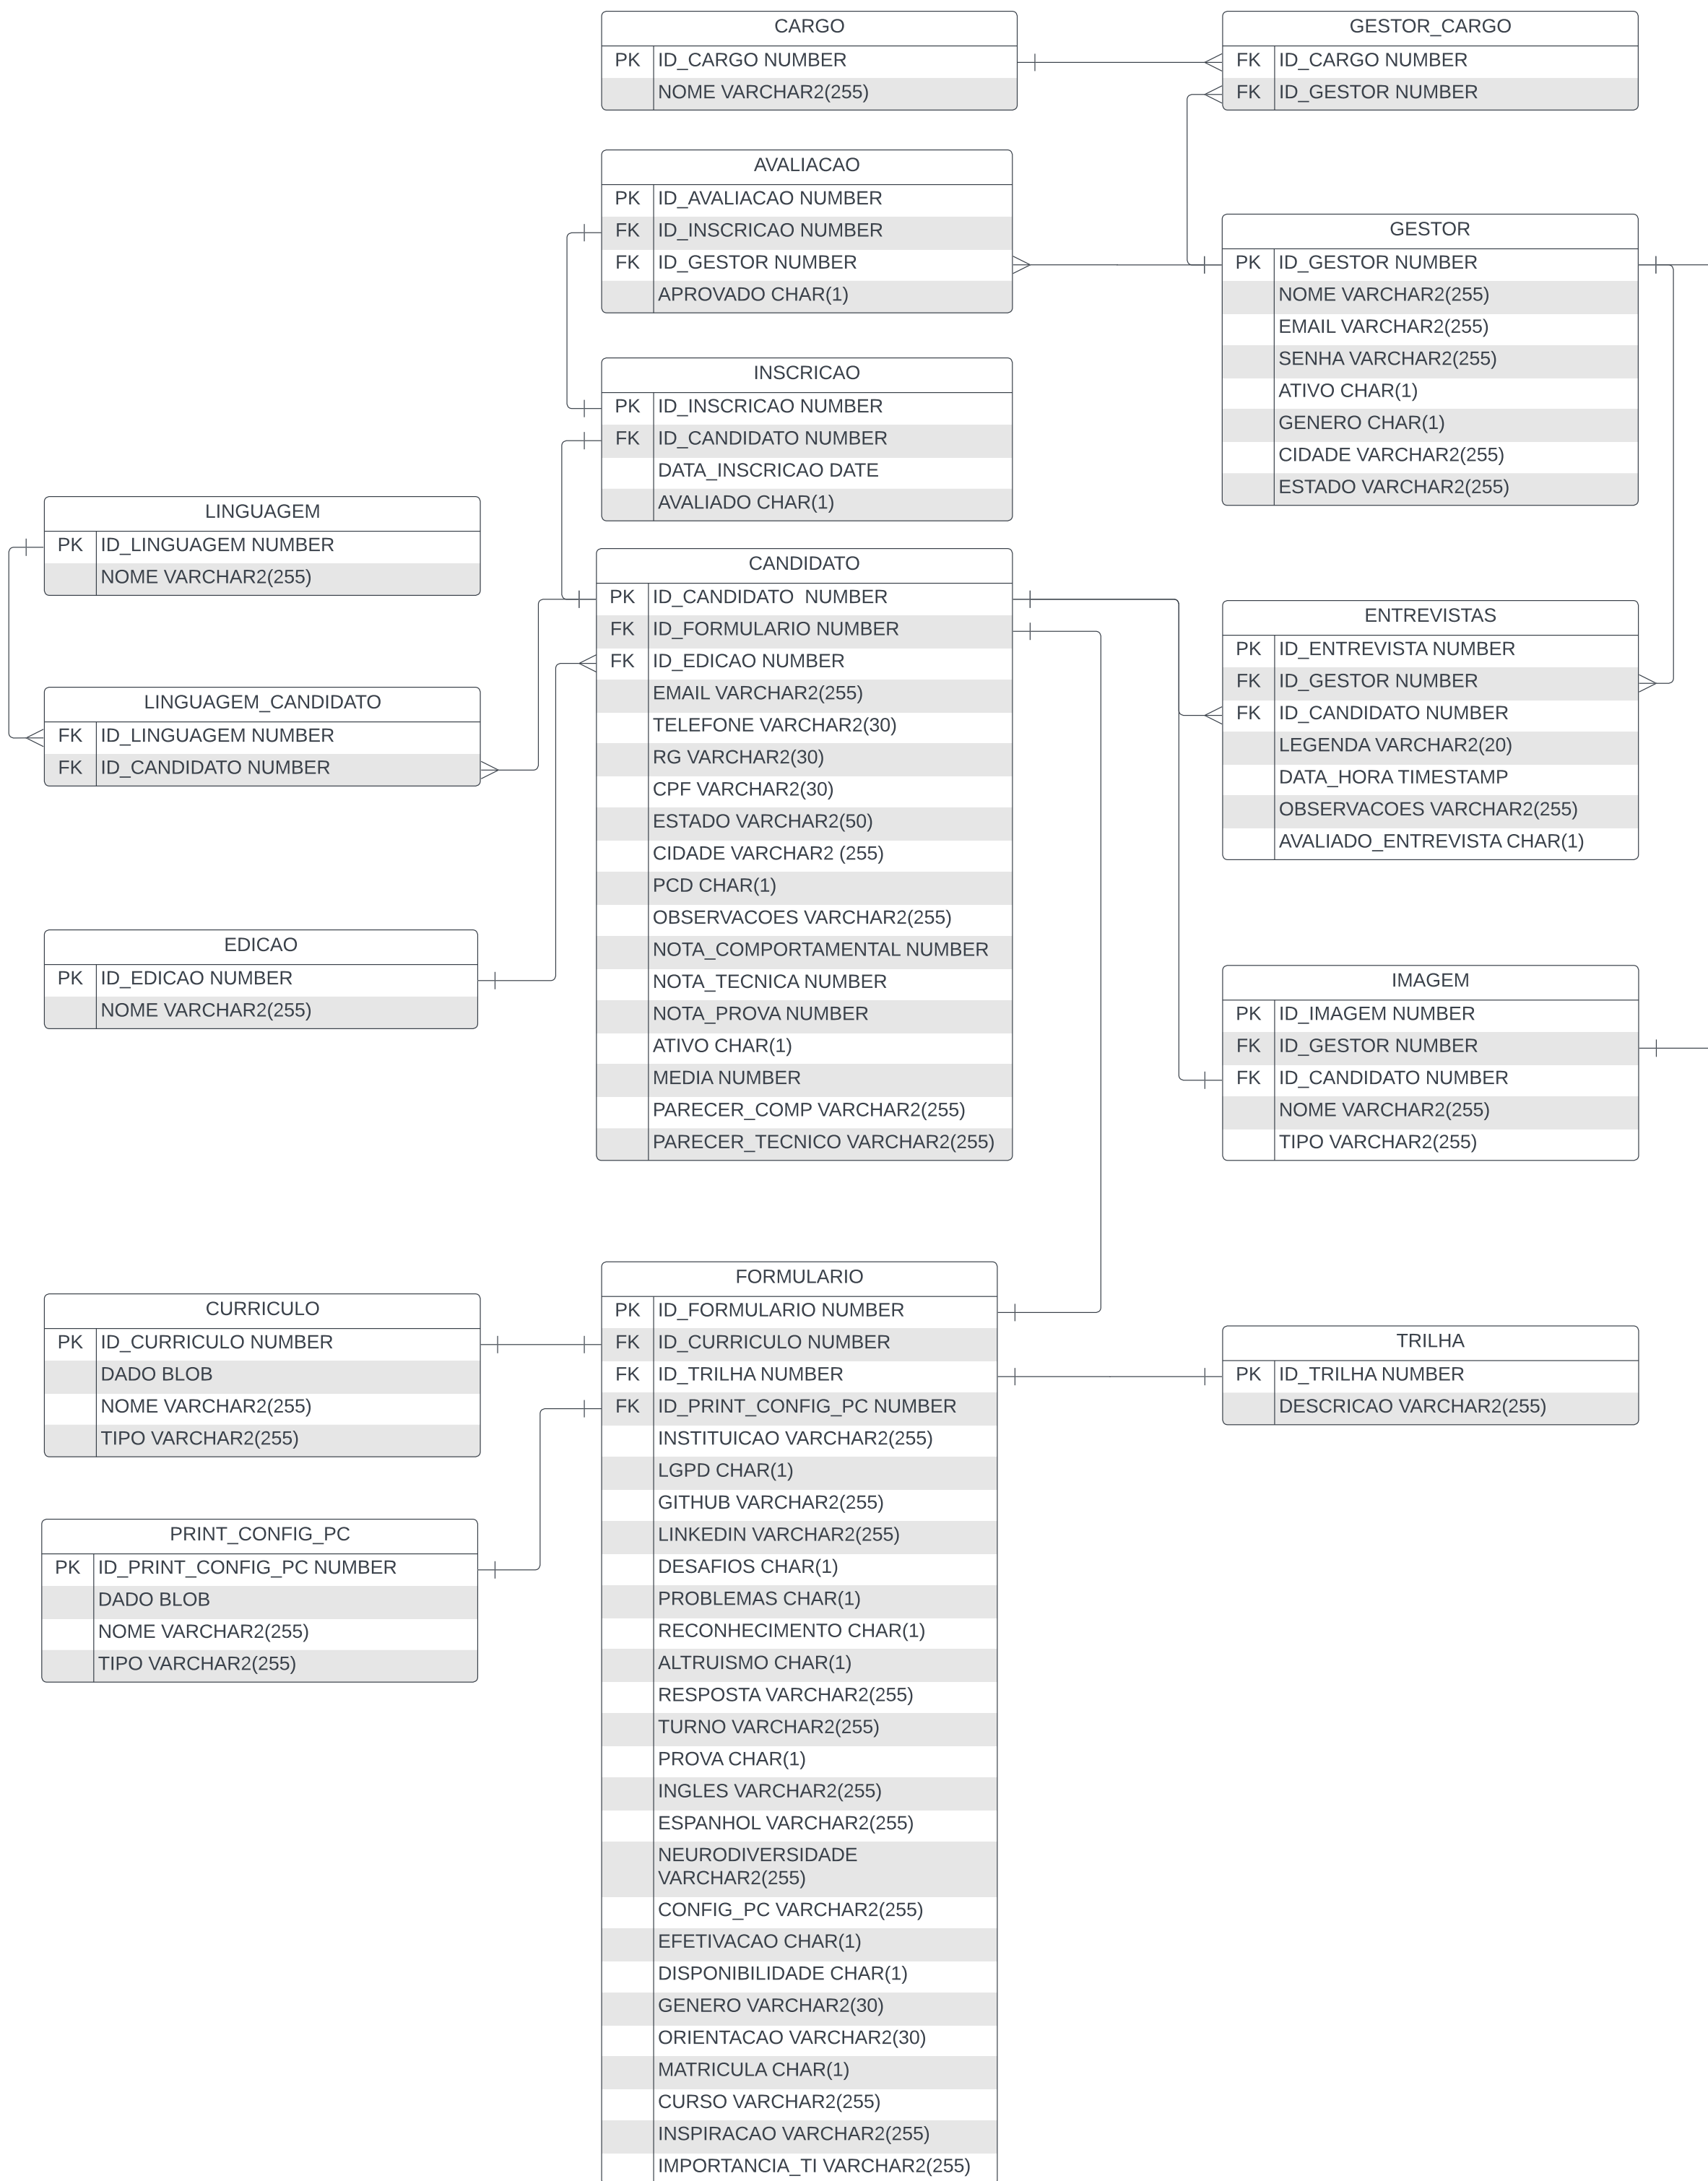 CARGO
PK ID_CARGO NUMBER
NOME VARCHAR2(255)
GESTOR_CARGO
FK ID_CARGO NUMBER
FK ID_GESTOR NUMBER
AVALIACAO
PK ID_AVALIACAO NUMBER
FK ID_INSCRICAO NUMBER
FK ID_GESTOR NUMBER
APROVADO CHAR(1)
GESTOR
PK ID_GESTOR NUMBER
NOME VARCHAR2(255)
EMAIL VARCHAR2(255)
SENHA VARCHAR2(255)
ATIVO CHAR(1)
GENERO CHAR(1)
CIDADE VARCHAR2(255)
ESTADO VARCHAR2(255)
INSCRICAO
PK ID_INSCRICAO NUMBER
FK ID_CANDIDATO NUMBER
DATA_INSCRICAO DATE
AVALIADO CHAR(1)
LINGUAGEM
PK ID_LINGUAGEM NUMBER
NOME VARCHAR2(255)
LINGUAGEM_CANDIDATO
FK ID_LINGUAGEM NUMBER
FK ID_CANDIDATO NUMBER
CANDIDATO
PK ID_CANDIDATO  NUMBER
FK ID_FORMULARIO NUMBER
FK ID_EDICAO NUMBER
EMAIL VARCHAR2(255)
TELEFONE VARCHAR2(30)
RG VARCHAR2(30)
CPF VARCHAR2(30)
ESTADO VARCHAR2(50)
CIDADE VARCHAR2 (255)
PCD CHAR(1)
OBSERVACOES VARCHAR2(255)
NOTA_COMPORTAMENTAL NUMBER
NOTA_TECNICA NUMBER
NOTA_PROVA NUMBER
ATIVO CHAR(1)
MEDIA NUMBER
PARECER_COMP VARCHAR2(255)
PARECER_TECNICO VARCHAR2(255)
ENTREVISTAS
PK ID_ENTREVISTA NUMBER
FK ID_GESTOR NUMBER
FK ID_CANDIDATO NUMBER
LEGENDA VARCHAR2(20)
DATA_HORA TIMESTAMP
OBSERVACOES VARCHAR2(255)
AVALIADO_ENTREVISTA CHAR(1)
EDICAO
PK ID_EDICAO NUMBER
NOME VARCHAR2(255)
IMAGEM
PK ID_IMAGEM NUMBER
FK ID_GESTOR NUMBER
FK ID_CANDIDATO NUMBER
NOME VARCHAR2(255)
TIPO VARCHAR2(255)
CURRICULO
PK ID_CURRICULO NUMBER
DADO BLOB
NOME VARCHAR2(255)
TIPO VARCHAR2(255)
PRINT_CONFIG_PC
PK ID_PRINT_CONFIG_PC NUMBER
DADO BLOB
NOME VARCHAR2(255)
TIPO VARCHAR2(255)
FORMULARIO
PK ID_FORMULARIO NUMBER
FK ID_CURRICULO NUMBER
FK ID_TRILHA NUMBER
FK ID_PRINT_CONFIG_PC NUMBER
INSTITUICAO VARCHAR2(255)
LGPD CHAR(1)
GITHUB VARCHAR2(255)
LINKEDIN VARCHAR2(255)
DESAFIOS CHAR(1)
PROBLEMAS CHAR(1)
RECONHECIMENTO CHAR(1)
ALTRUISMO CHAR(1)
RESPOSTA VARCHAR2(255)
TURNO VARCHAR2(255)
PROVA CHAR(1)
INGLES VARCHAR2(255)
ESPANHOL VARCHAR2(255)
NEURODIVERSIDADE
VARCHAR2(255)
CONFIG_PC VARCHAR2(255)
EFETIVACAO CHAR(1)
DISPONIBILIDADE CHAR(1)
GENERO VARCHAR2(30)
ORIENTACAO VARCHAR2(30)
MATRICULA CHAR(1)
CURSO VARCHAR2(255)
INSPIRACAO VARCHAR2(255)
IMPORTANCIA_TI VARCHAR2(255)
TRILHA
PK ID_TRILHA NUMBER
DESCRICAO VARCHAR2(255)